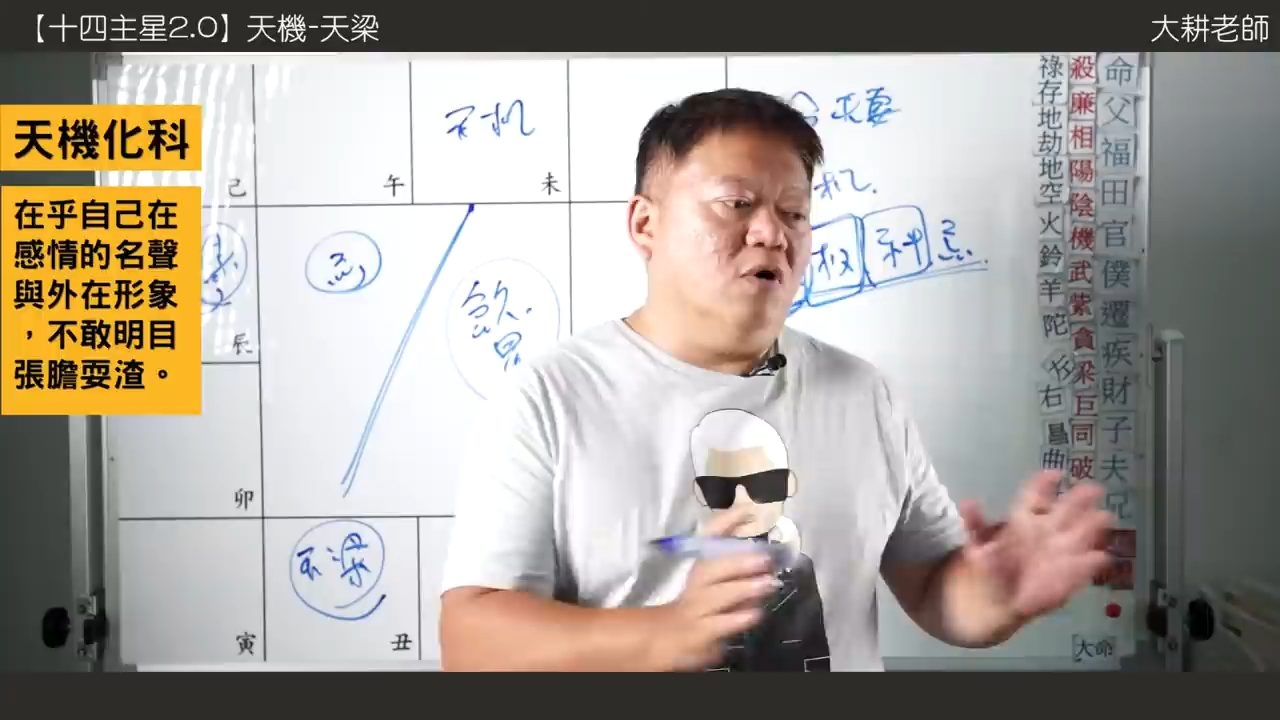 【十四主星2.0】天機-天梁
大耕老師
天機化科
在乎自己在
感情的名聲
與外在形象
，不敢明目
張膽耍渣。
天机
夫妻
机
权
科
忌
忌
天梁
巳
午
未
辰
卯
寅
丑
命父福田官僕遷疾財子夫兄
殺廉相陽陰機武紫貪梁巨同破
祿存地劫地空火鈴羊陀左右昌曲
大命